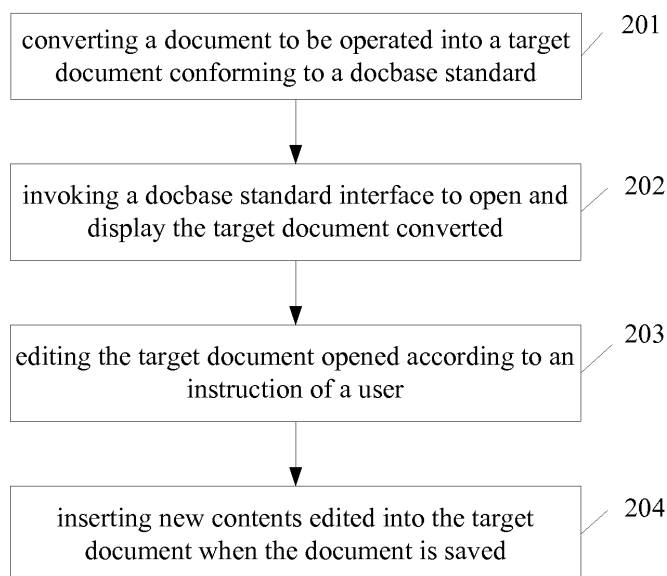 converting a document to be operated into a target
document conforming to a docbase standard
201
invoking a docbase standard interface to open and
display the target document converted
202
editing the target document opened according to an
instruction of a user
203
inserting new contents edited into the target
document when the document is saved
204